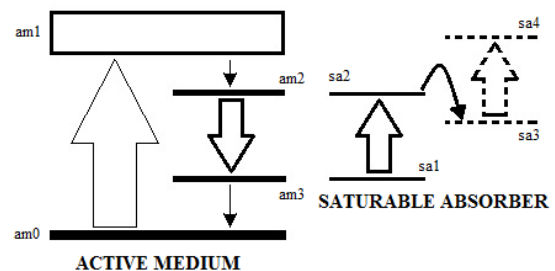 am1
sa4
am2
sa2
sa3
sa1
am3
SATURABLE ABSORBER
am0
ACTIVE MEDIUM